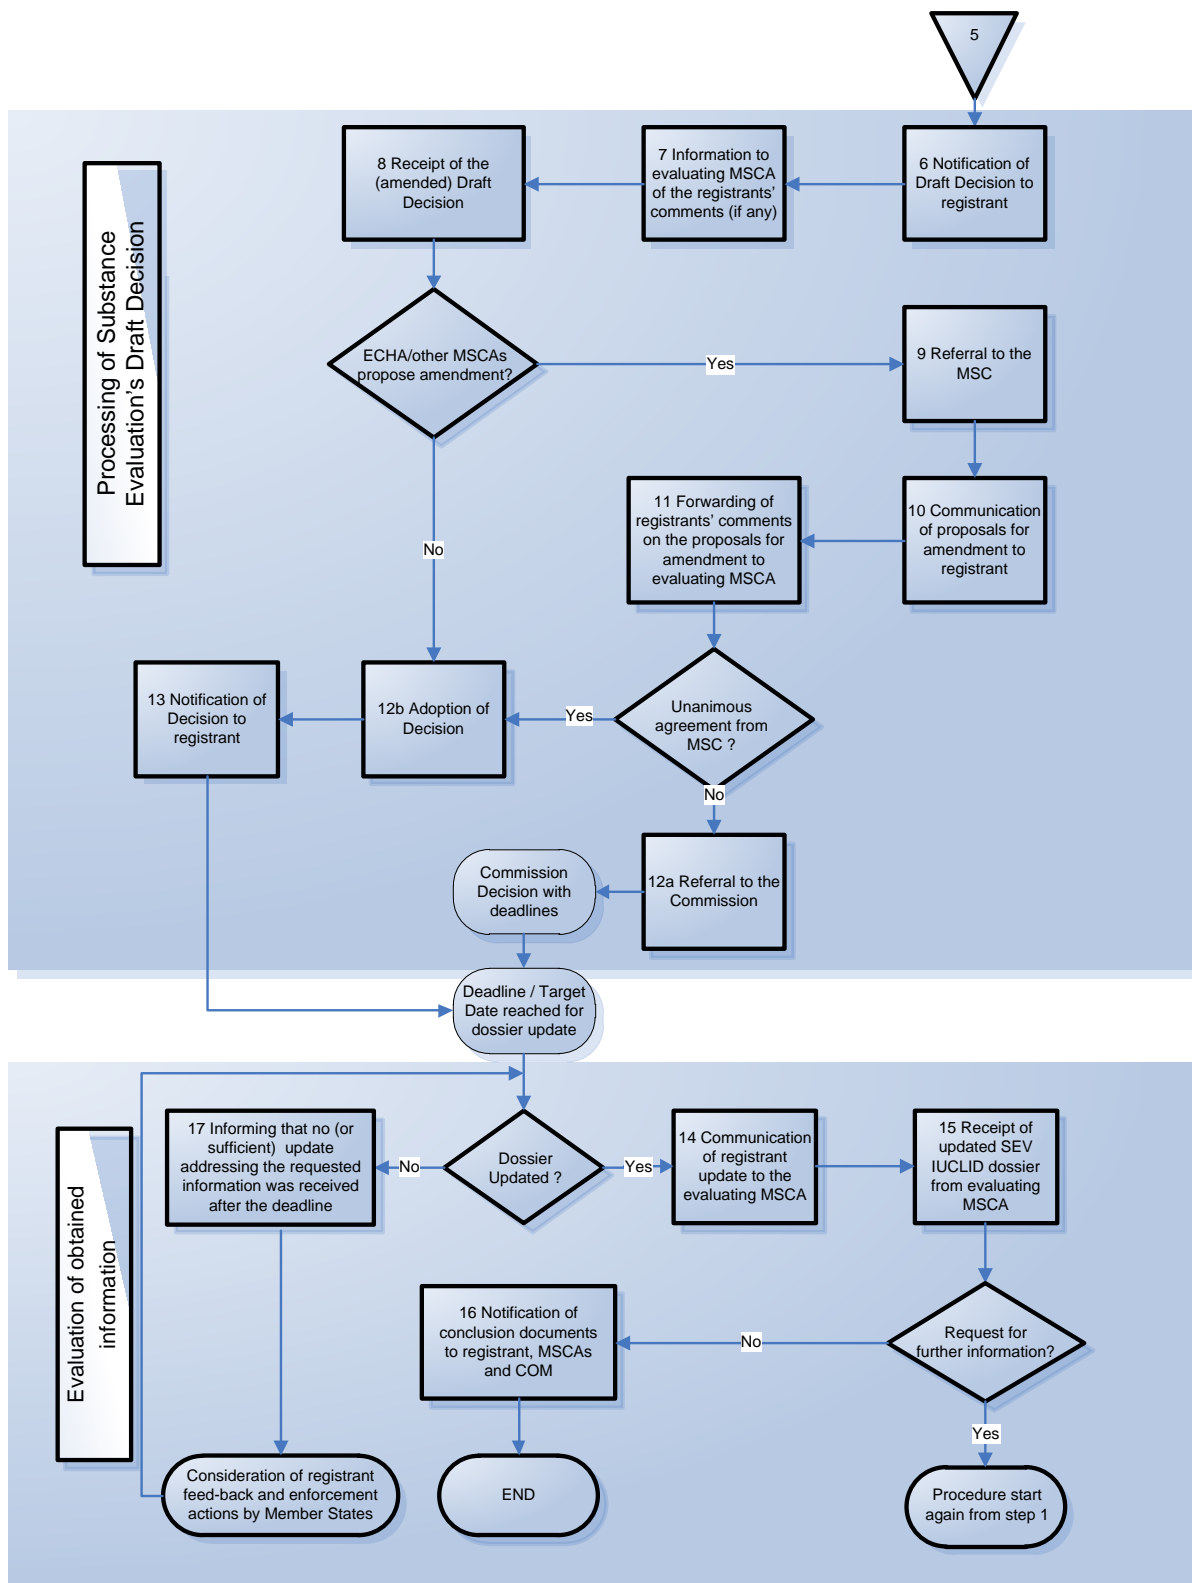 5
8 Receipt of the
(amended) Draft
Decision
7 Information to
evaluating MSCA
of the registrants'
comments (if any)
6 Notification of
Draft Decision to
registrant
Processing of Substance
Evaluation's Draft Decision
ECHA/other MSCAs
propose amendment?
Yes
9 Referral to the
MSC
No
11 Forwarding of
registrants' comments
on the proposals for
amendment to
evaluating MSCA
10 Communication
of proposals for
amendment to
registrant
13 Notification of
Decision to
registrant
12b Adoption of
Decision
Yes
Unanimous
agreement from
MSC ?
No
Commission
Decision with
deadlines
12a Referral to the
Commission
Deadline / Target
Date reached for
dossier update
17 Informing that no (or
sufficient) update
addressing the requested
information was received
after the deadline
No
Dossier
Updated ?
Yes
14 Communication
of registrant
update to the
evaluating MSCA
15 Receipt of
updated SEV
IUCLID dossier
from evaluating
MSCA
Evaluation of obtained
information
16 Notification of
conclusion documents
to registrant, MSCAs
and COM
No
Request for
further information?
Yes
Consideration of registrant
feed-back and enforcement
actions by Member States
END
Procedure start
again from step 1